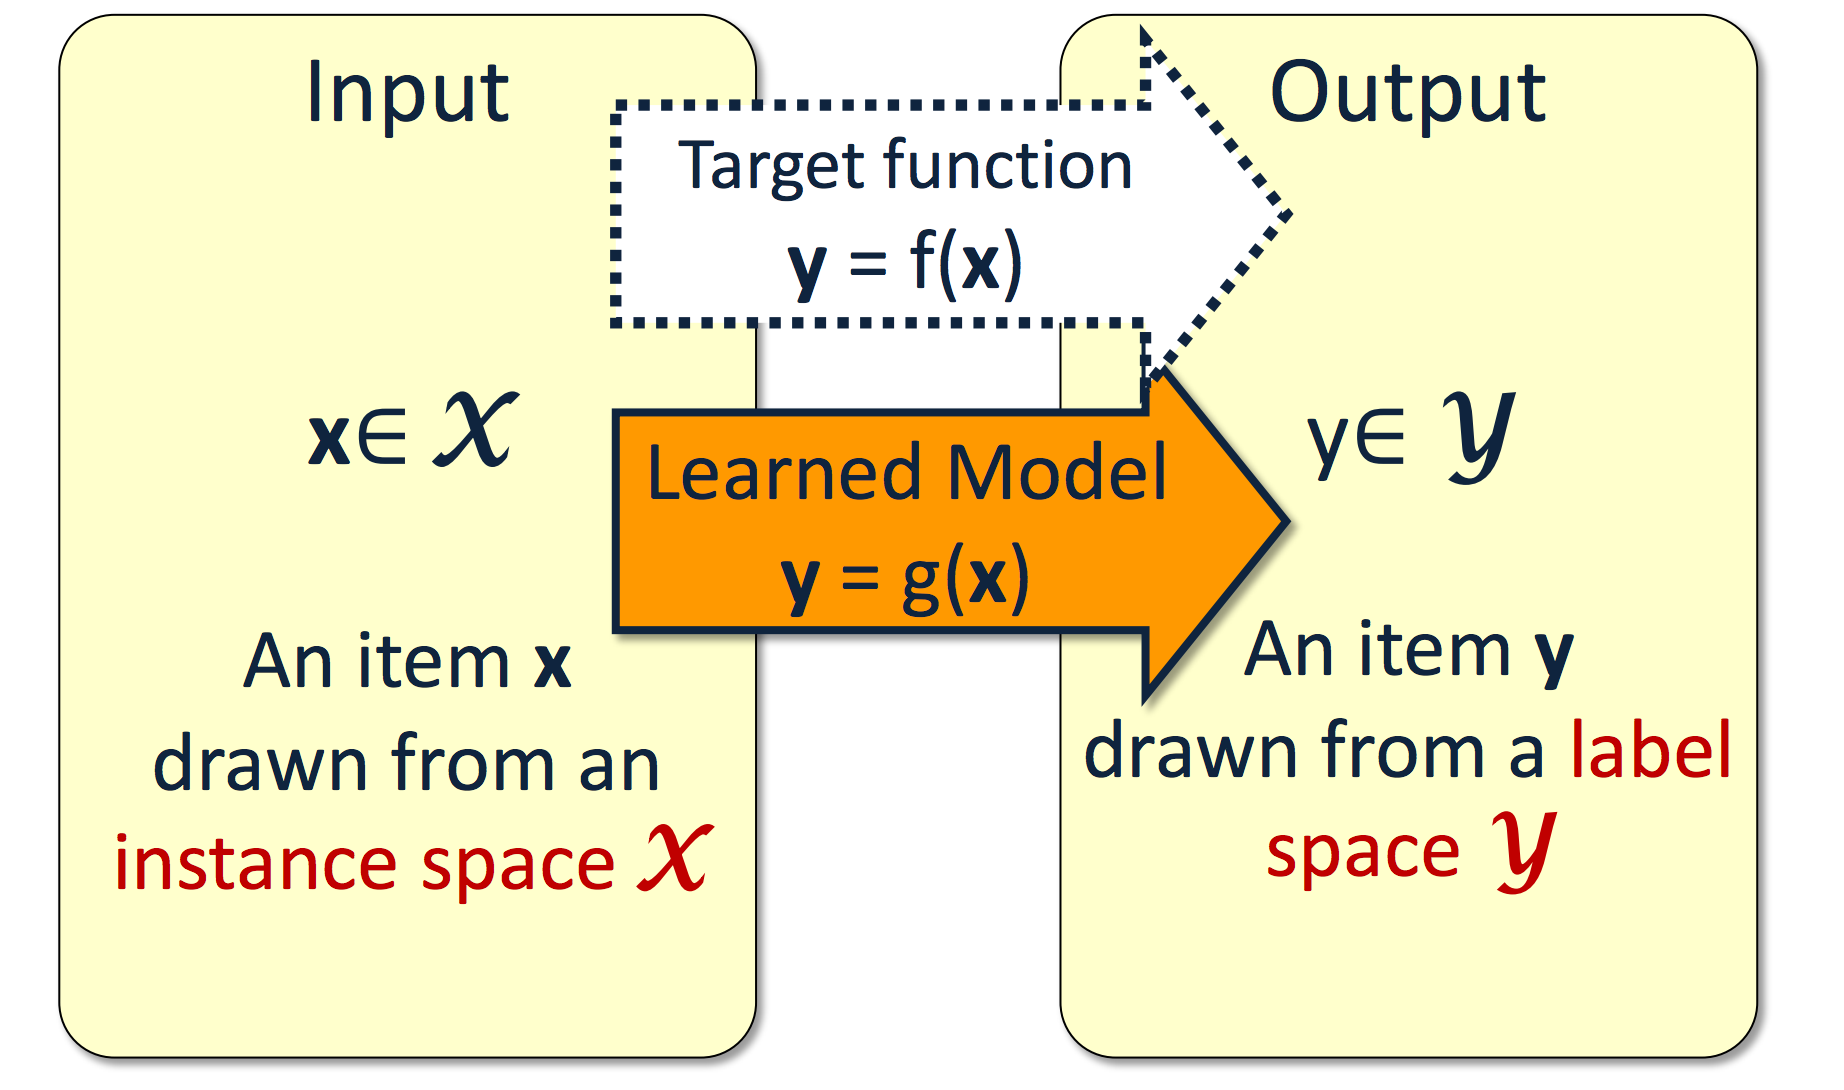 Input
x∈ 𝒳
An item x
drawn from an
instance space 𝒳
Target function
y = f(x)
Learned Model
y = g(x)
Output
y∈ 𝒴
An item y
drawn from a label
space 𝒴